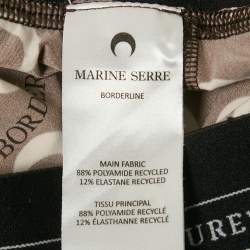 MARINE SERRE
BORDERLINE
MAIN FABRIC
88% POLYAMIDE RECYCLED
12% ELASTANE RECYCLED
TISSU PRINCIPAL
88% POLYAMIDE RECYCLÉ
12% ÉLASTHANNE RECYCLÉ
BORDER